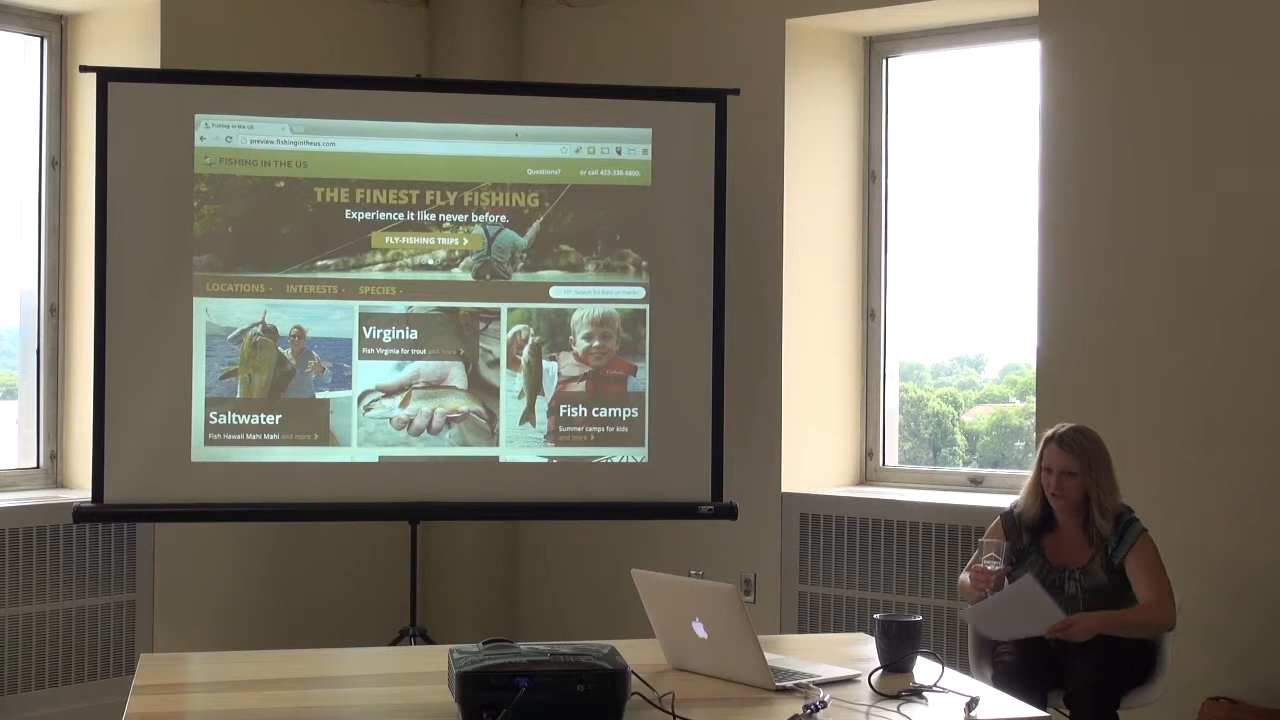 Fishing in the US
preview.fishingintheus.com
FISHING IN THE US
Questions? or call 423-336-6890.
THE FINEST FLY FISHING
Experience it like never before.
FLY-FISHING TRIPS
LOCATIONS INTERESTS SPECIES
Virginia
Fish Virginia for trout and more
Saltwater
Fish Hawaii Mahi Mahi and more
Fish camps
Summer camps for kids
and more